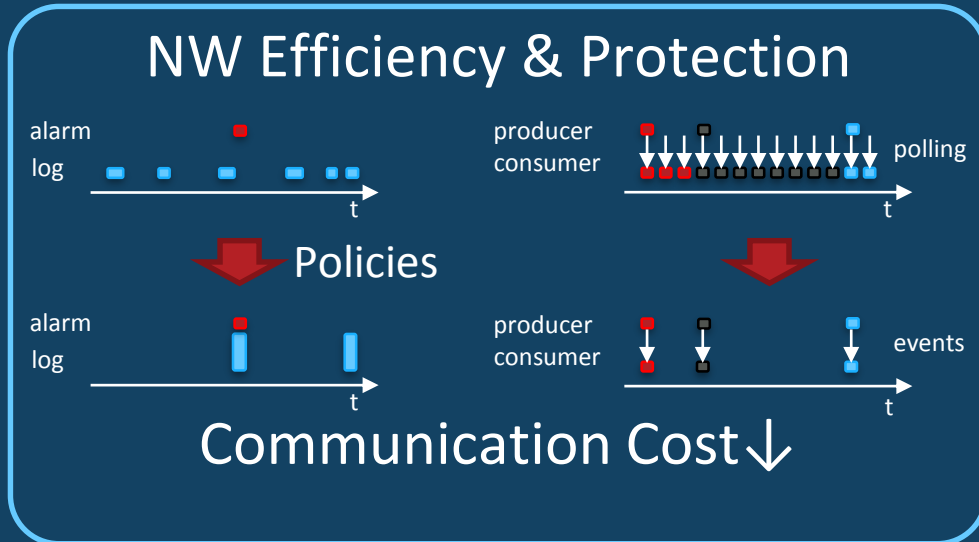 NW Efficiency & Protection
alarm
log
t
producer
consumer
polling
t
Policies
alarm
log
t
producer
consumer
events
t
Communication Cost↓